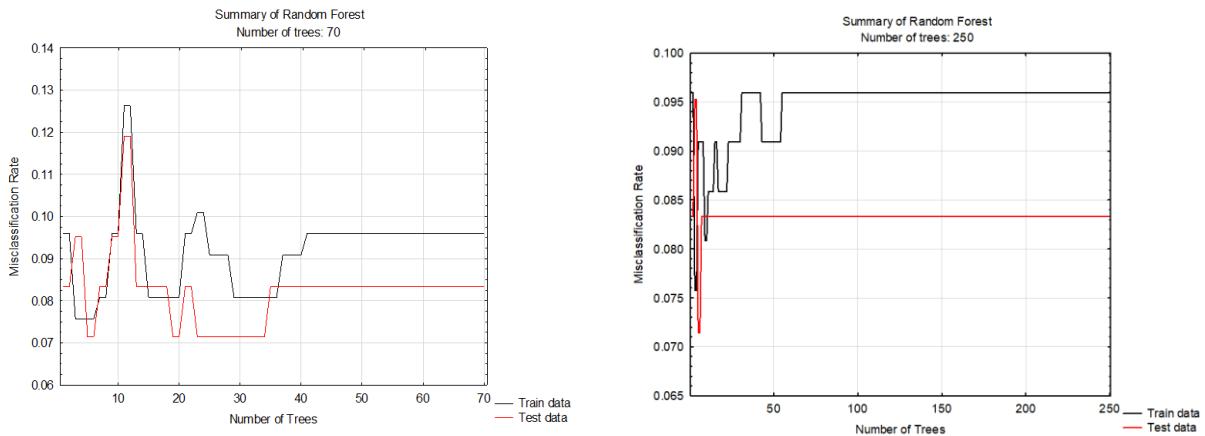 Summary of Random Forest
Number of trees: 70
Misclassification Rate
0.14
0.13
0.12
0.11
0.10
0.09
0.08
0.07
0.06
10 20 30 40 50 60 70
Number of Trees
Train data
Test data
Summary of Random Forest
Number of trees: 250
Misclassification Rate
0.100
0.095
0.090
0.085
0.080
0.075
0.070
0.065
50 100 150 200 250
Number of Trees
Train data
Test data